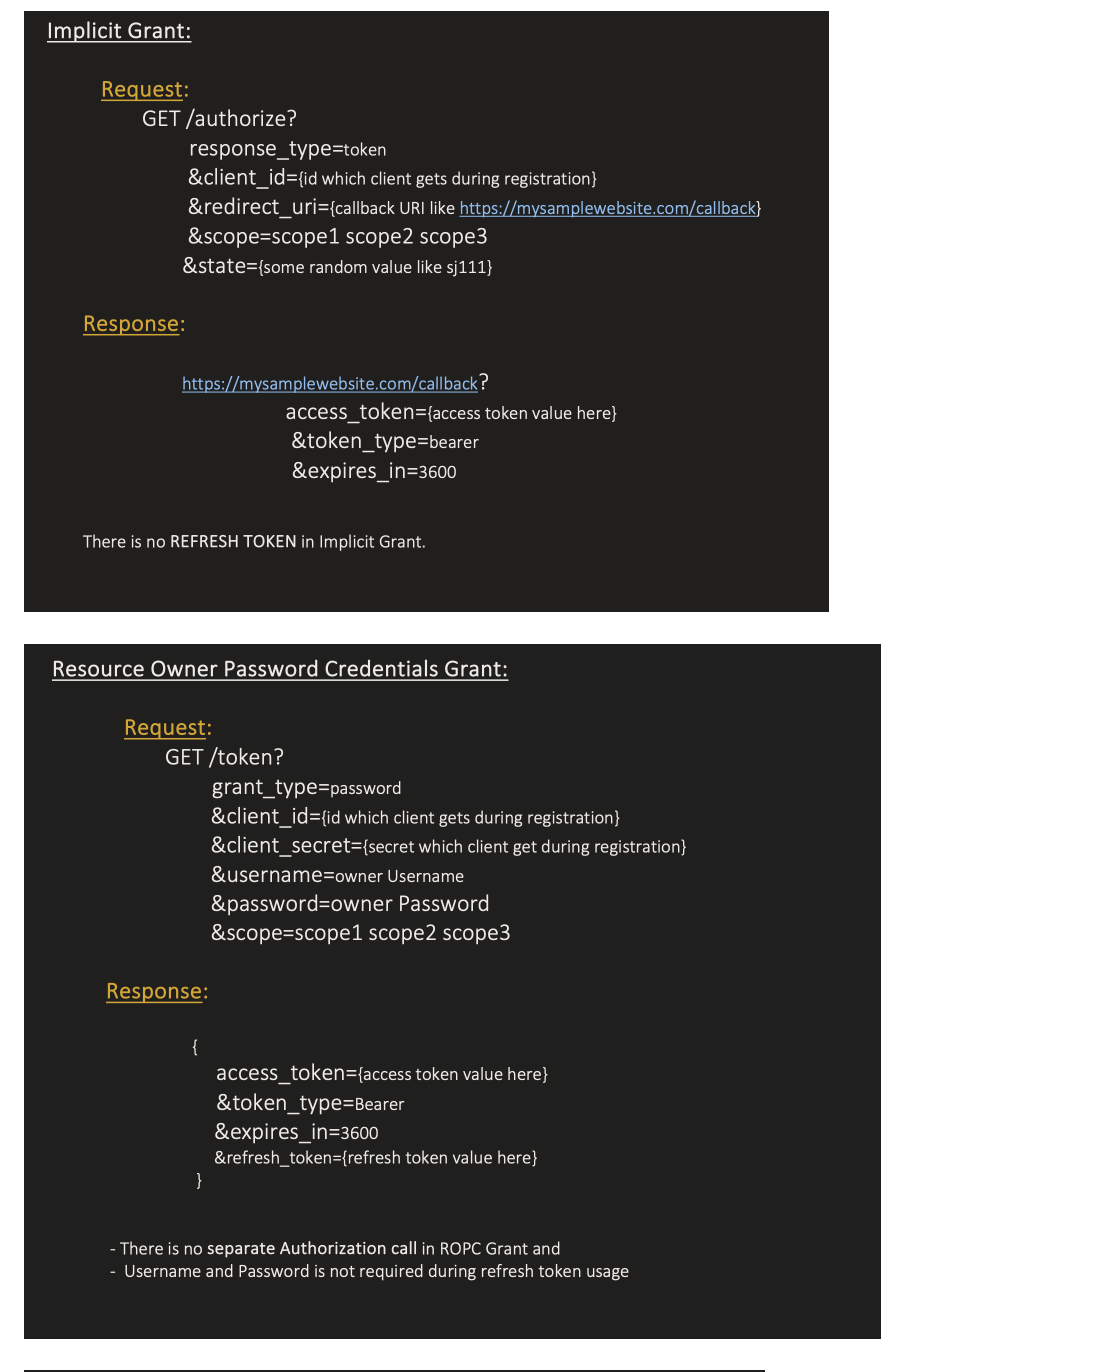 Implicit Grant:
Request:
GET /authorize?
response_type=token
&client_id={id which client gets during registration}
&redirect_uri={callback URI like https://mysamplewebsite.com/callback}
&scope=scope1 scope2 scope3
&state={some random value like sj111}
Response:
https://mysamplewebsite.com/callback?
access_token={access token value here}
&token_type=bearer
&expires_in=3600
There is no REFRESH TOKEN in Implicit Grant.
Resource Owner Password Credentials Grant:
Request:
GET /token?
grant_type=password
&client_id={id which client gets during registration}
&client_secret={secret which client get during registration}
&username=owner Username
&password=owner Password
&scope=scope1 scope2 scope3
Response:
{
access_token={access token value here}
&token_type=Bearer
&expires_in=3600
&refresh_token={refresh token value here}
}
- There is no separate Authorization call in ROPC Grant and
- Username and Password is not required during refresh token usage